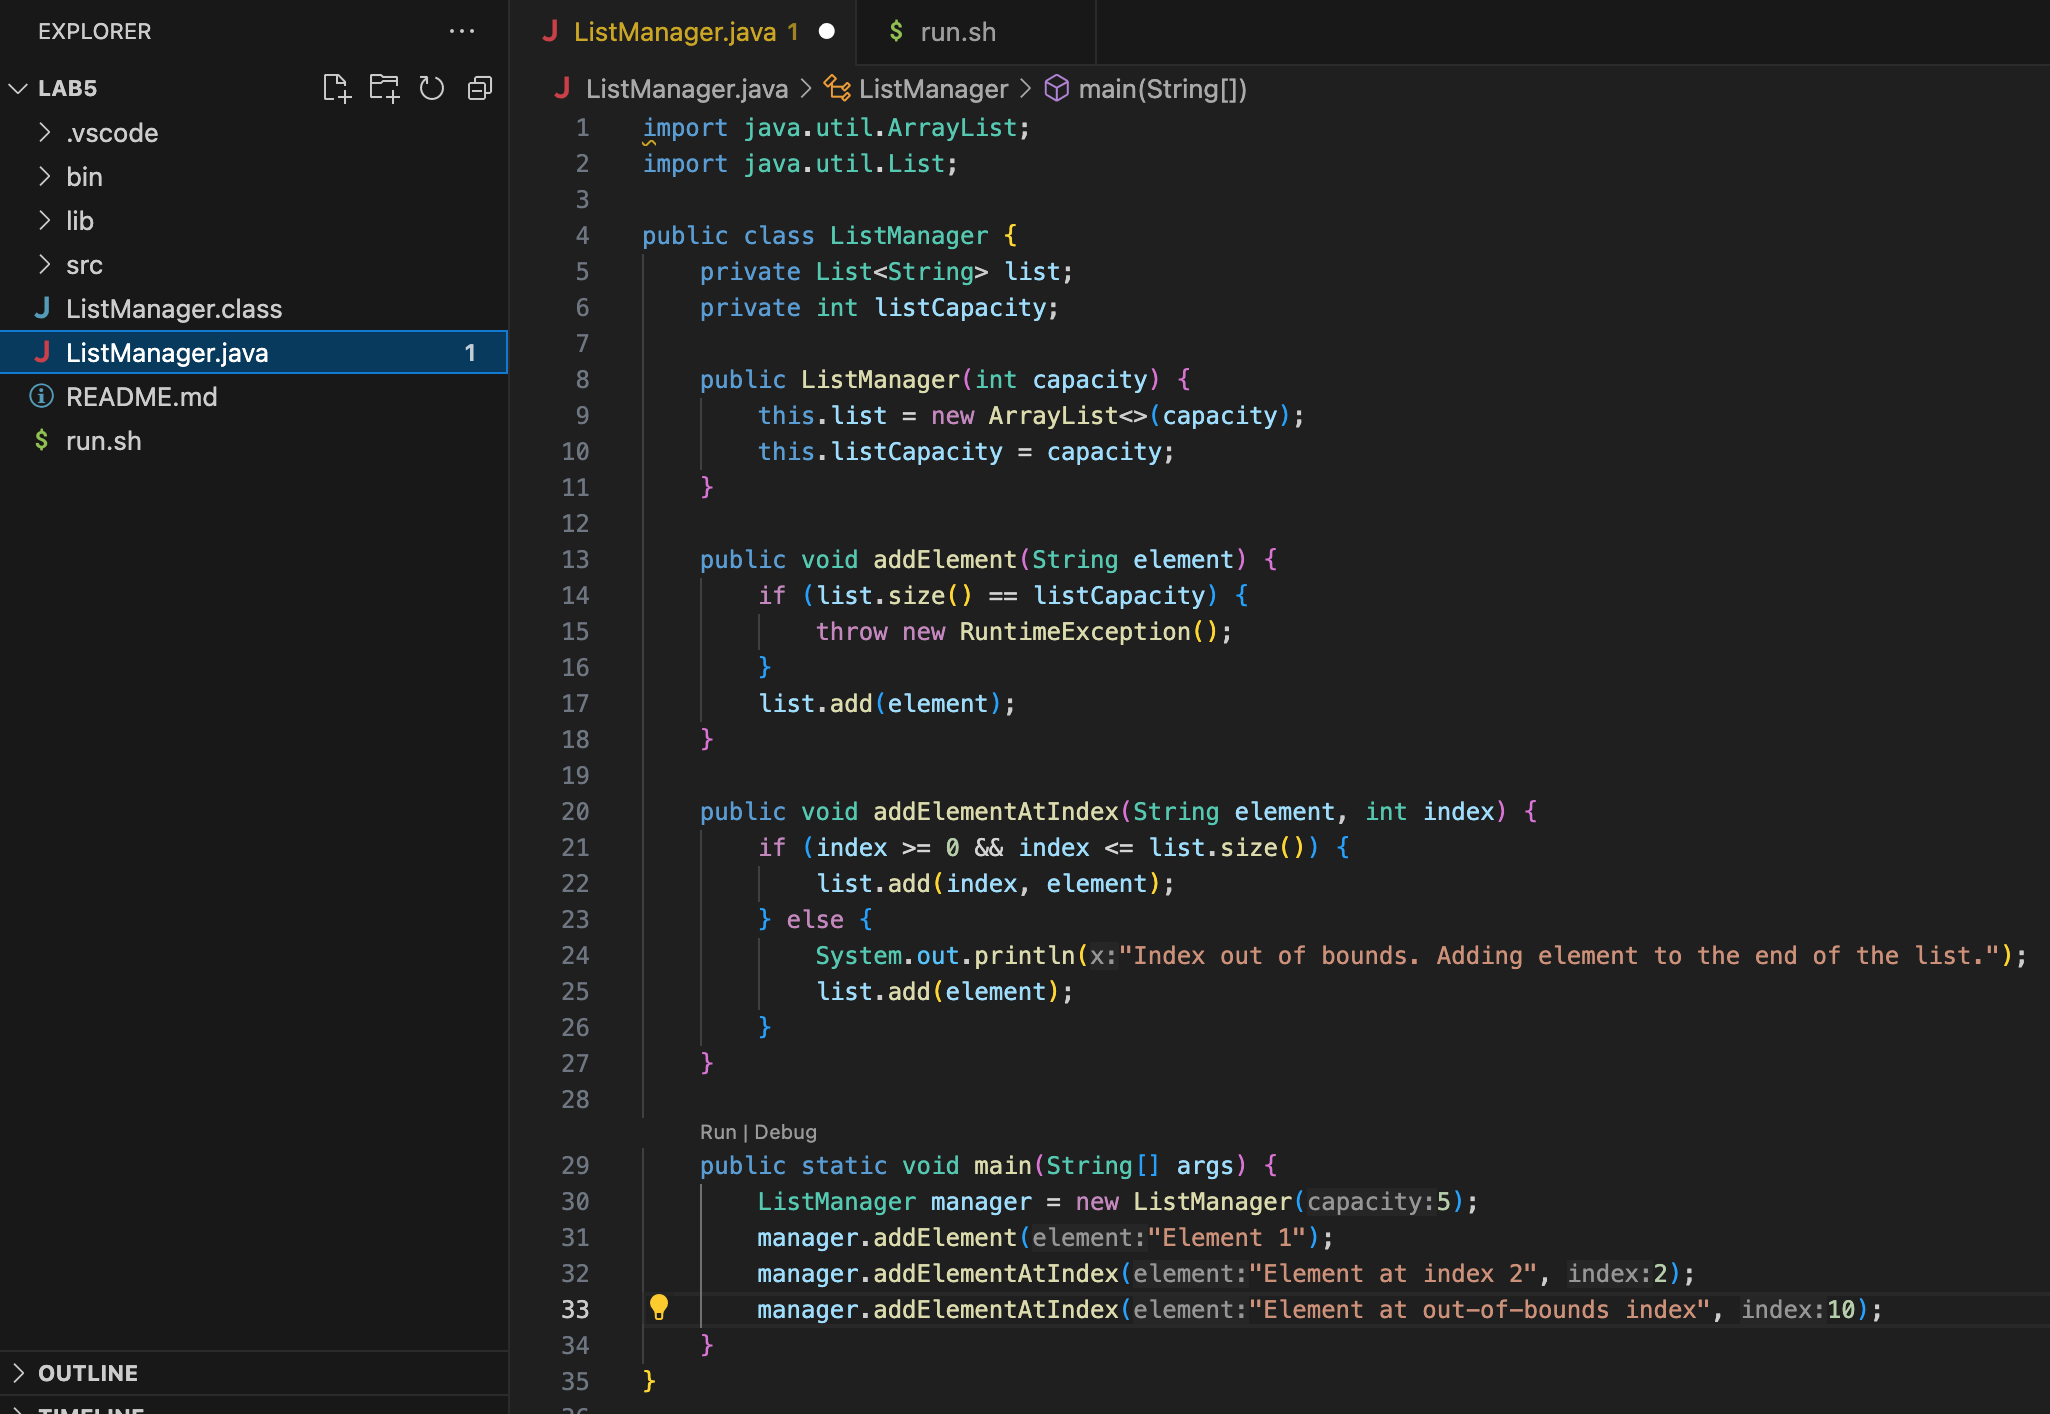 EXPLORER
LAB5
.vscode
bin
lib
src
ListManager.class
ListManager.java 1
README.md
run.sh
OUTLINE
TIMELINE
ListManager.java 1
run.sh
ListManager.java > ListManager > main(String[])
1 import java.util.ArrayList;
2 import java.util.List;
3
4 public class ListManager {
5     private List<String> list;
6     private int listCapacity;
7
8     public ListManager(int capacity) {
9         this.list = new ArrayList<>(capacity);
10         this.listCapacity = capacity;
11     }
12
13     public void addElement(String element) {
14         if (list.size() == listCapacity) {
15             throw new RuntimeException();
16         }
17         list.add(element);
18     }
19
20     public void addElementAtIndex(String element, int index) {
21         if (index >= 0 && index <= list.size()) {
22             list.add(index, element);
23         } else {
24             System.out.println(x:"Index out of bounds. Adding element to the end of the list.");
25             list.add(element);
26         }
27     }
28
Run | Debug
29     public static void main(String[] args) {
30         ListManager manager = new ListManager(capacity:5);
31         manager.addElement(element:"Element 1");
32         manager.addElementAtIndex(element:"Element at index 2", index:2);
33         manager.addElementAtIndex(element:"Element at out-of-bounds index", index:10);
34     }
35 }